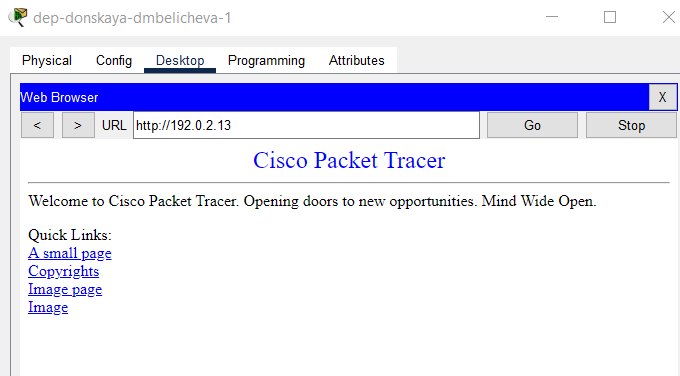 dep-donskaya-dmbelicheva-1
Physical Config Desktop Programming Attributes
Web Browser X
< > URL http://192.0.2.13 Go Stop
Cisco Packet Tracer
Welcome to Cisco Packet Tracer. Opening doors to new opportunities. Mind Wide Open.
Quick Links:
A small page
Copyrights
Image page
Image